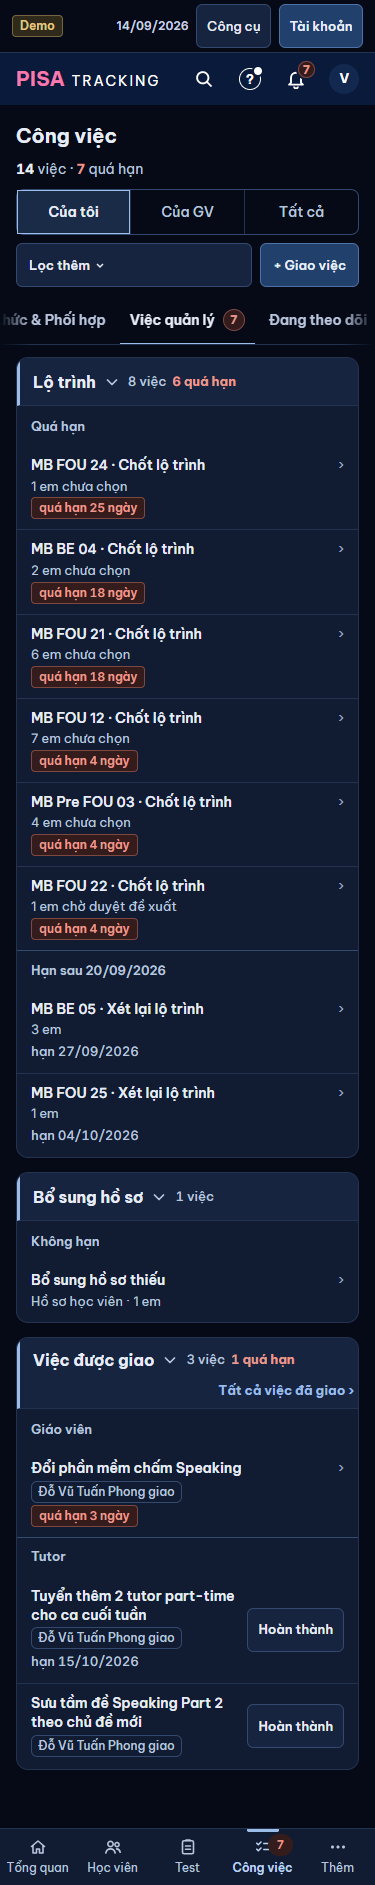 Demo
14/09/2026
Công cụ
Tài khoản
PISA TRACKING
?
7
V
Công việc
14 việc · 7 quá hạn
Của tôi
Của GV
Tất cả
Lọc thêm
+ Giao việc
hức & Phối hợp
Việc quản lý 7
Đang theo dõi
Lộ trình 8 việc 6 quá hạn
Quá hạn
MB FOU 24 · Chốt lộ trình
1 em chưa chọn
quá hạn 25 ngày
MB BE 04 · Chốt lộ trình
2 em chưa chọn
quá hạn 18 ngày
MB FOU 21 · Chốt lộ trình
6 em chưa chọn
quá hạn 18 ngày
MB FOU 12 · Chốt lộ trình
7 em chưa chọn
quá hạn 4 ngày
MB Pre FOU 03 · Chốt lộ trình
4 em chưa chọn
quá hạn 4 ngày
MB FOU 22 · Chốt lộ trình
1 em chờ duyệt đề xuất
quá hạn 4 ngày
Hạn sau 20/09/2026
MB BE 05 · Xét lại lộ trình
3 em
hạn 27/09/2026
MB FOU 25 · Xét lại lộ trình
1 em
hạn 04/10/2026
Bổ sung hồ sơ 1 việc
Không hạn
Bổ sung hồ sơ thiếu
Hồ sơ học viên · 1 em
Việc được giao 3 việc 1 quá hạn
Tất cả việc đã giao ›
Giáo viên
Đổi phần mềm chấm Speaking
Đỗ Vũ Tuấn Phong giao
quá hạn 3 ngày
Tutor
Tuyển thêm 2 tutor part-time
cho ca cuối tuần
Đỗ Vũ Tuấn Phong giao
hạn 15/10/2026
Hoàn thành
Sưu tầm đề Speaking Part 2
theo chủ đề mới
Đỗ Vũ Tuấn Phong giao
Hoàn thành
Tổng quan
Học viên
Test
7
Công việc
Thêm